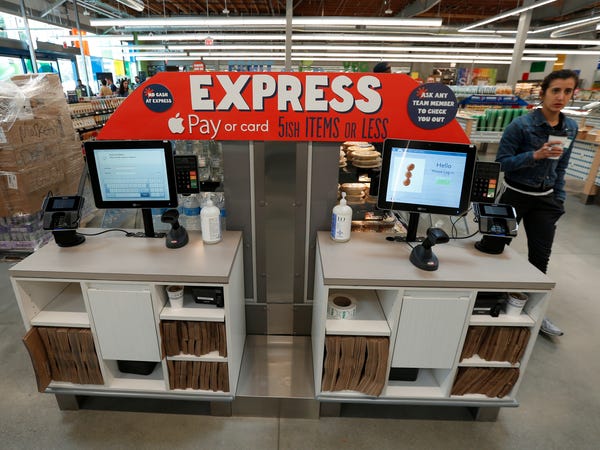 NO CASH
AT EXPRESS
EXPRESS
Pay or card 5ish ITEMS OR LESS
ASK ANY
TEAM MEMBER
TO CHECK
YOU OUT
Hello